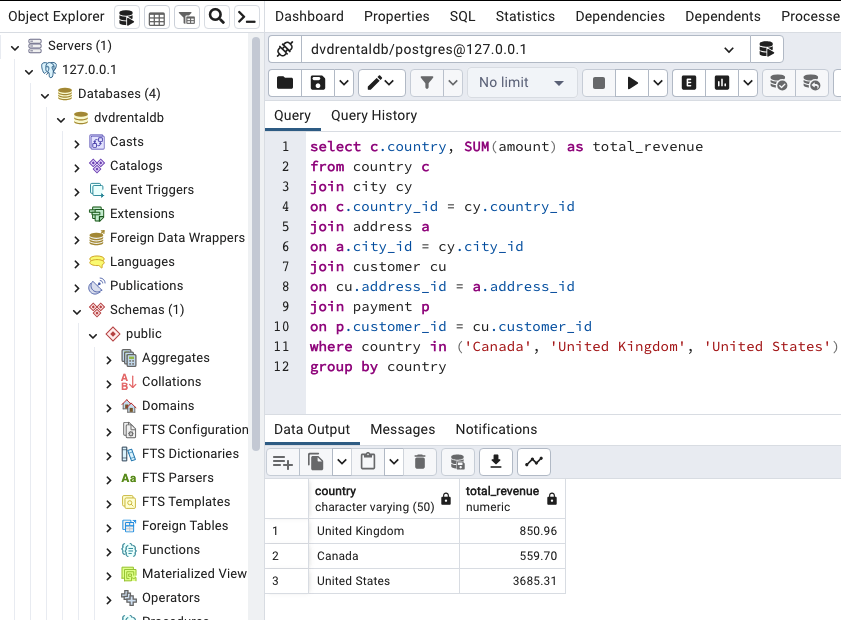 Object Explorer
Dashboard Properties SQL Statistics Dependencies Dependents Processe
Servers (1)
127.0.0.1
Databases (4)
dvdrentaldb
Casts
Catalogs
Event Triggers
Extensions
Foreign Data Wrappers
Languages
Publications
Schemas (1)
public
Aggregates
Collations
Domains
FTS Configuration
FTS Dictionaries
FTS Parsers
FTS Templates
Foreign Tables
Functions
Materialized View
Operators
dvdrentaldb/postgres@127.0.0.1
No limit
E
Query Query History
1 select c.country, SUM(amount) as total_revenue
2 from country c
3 join city cy
4 on c.country_id = cy.country_id
5 join address a
6 on a.city_id = cy.city_id
7 join customer cu
8 on cu.address_id = a.address_id
9 join payment p
10 on p.customer_id = cu.customer_id
11 where country in ('Canada', 'United Kingdom', 'United States')
12 group by country
Data Output Messages Notifications
country total_revenue
character varying (50) numeric
1 United Kingdom 850.96
2 Canada 559.70
3 United States 3685.31